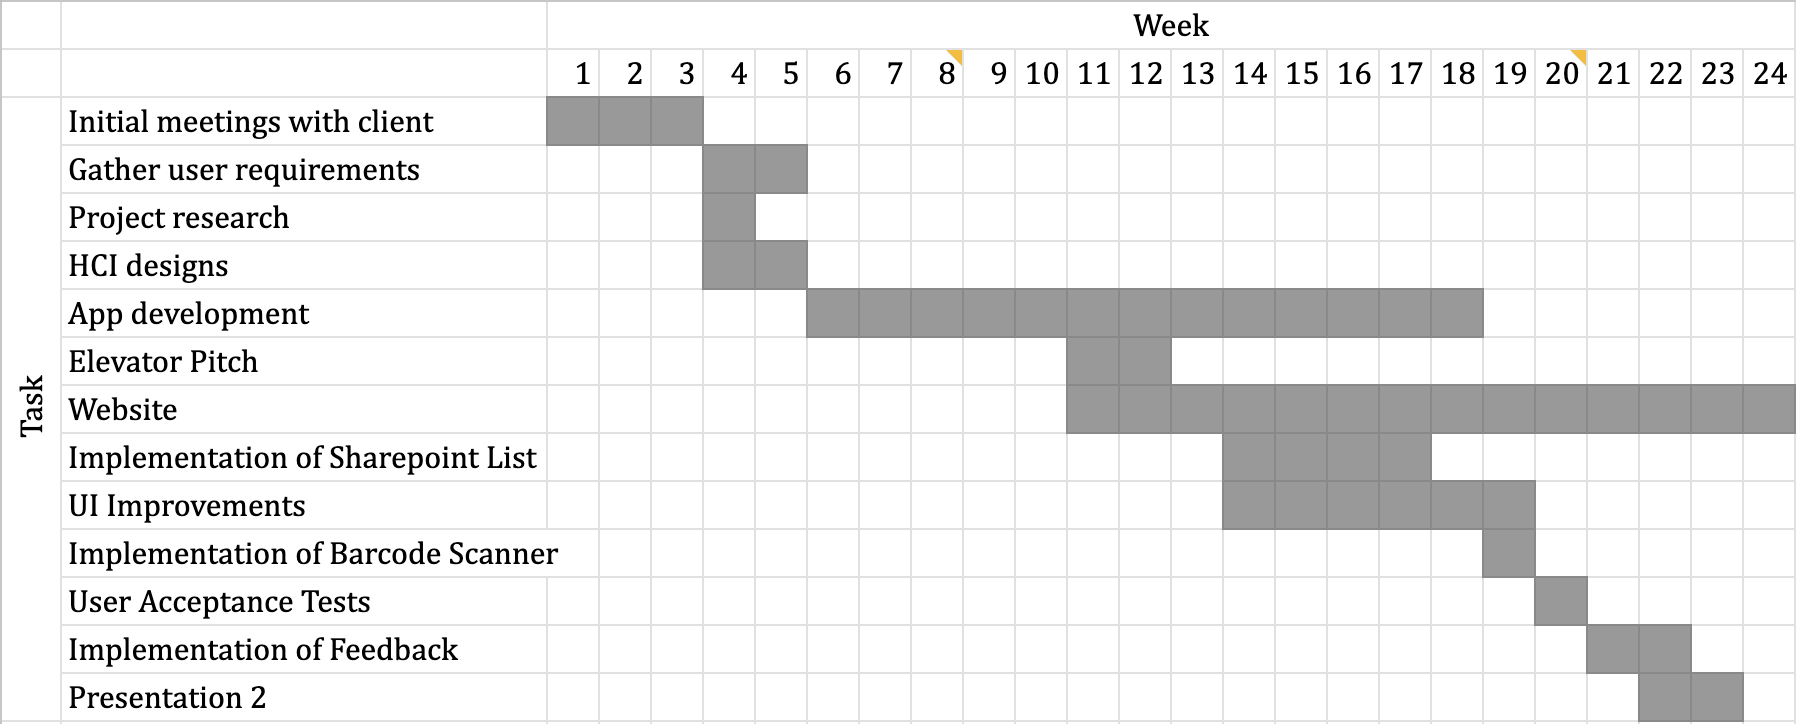 Week
1 2 3 4 5 6 7 8 9 10 11 12 13 14 15 16 17 18 19 20 21 22 23 24
Task
Initial meetings with client
Gather user requirements
Project research
HCI designs
App development
Elevator Pitch
Website
Implementation of Sharepoint List
UI Improvements
Implementation of Barcode Scanner
User Acceptance Tests
Implementation of Feedback
Presentation 2